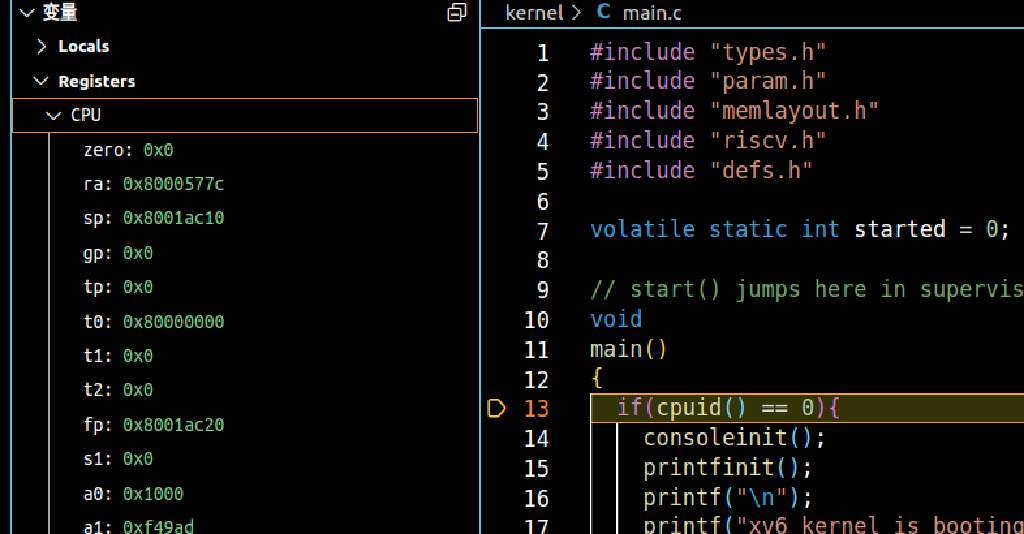 变量
Locals
Registers
CPU
zero: 0x0
ra: 0x8000577c
sp: 0x8001ac10
gp: 0x0
tp: 0x0
t0: 0x80000000
t1: 0x0
t2: 0x0
fp: 0x8001ac20
s1: 0x0
a0: 0x1000
a1: 0xf49ad
kernel > C main.c
1 #include "types.h"
2 #include "param.h"
3 #include "memlayout.h"
4 #include "riscv.h"
5 #include "defs.h"
6
7 volatile static int started = 0;
8
9 // start() jumps here in supervis
10 void
11 main()
12 {
13 if(cpuid() == 0){
14 consoleinit();
15 printfinit();
16 printf("\n");
17 printf("xv6 kernel is booting